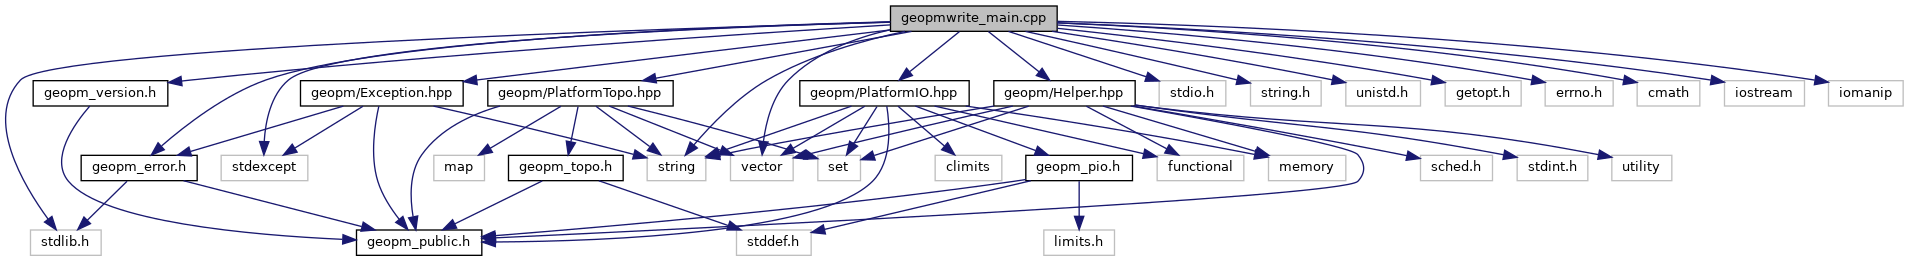 geopmwrite_main.cpp
geopm_version.h
geopm/Exception.hpp
geopm/PlatformTopo.hpp
geopm/PlatformIO.hpp
geopm/Helper.hpp
stdio.h
string.h
unistd.h
getopt.h
errno.h
cmath
iostream
iomanip
geopm_error.h
stdexcept
map
geopm_topo.h
string
vector
set
climits
geopm_pio.h
functional
memory
sched.h
stdint.h
utility
stdlib.h
geopm_public.h
stddef.h
limits.h